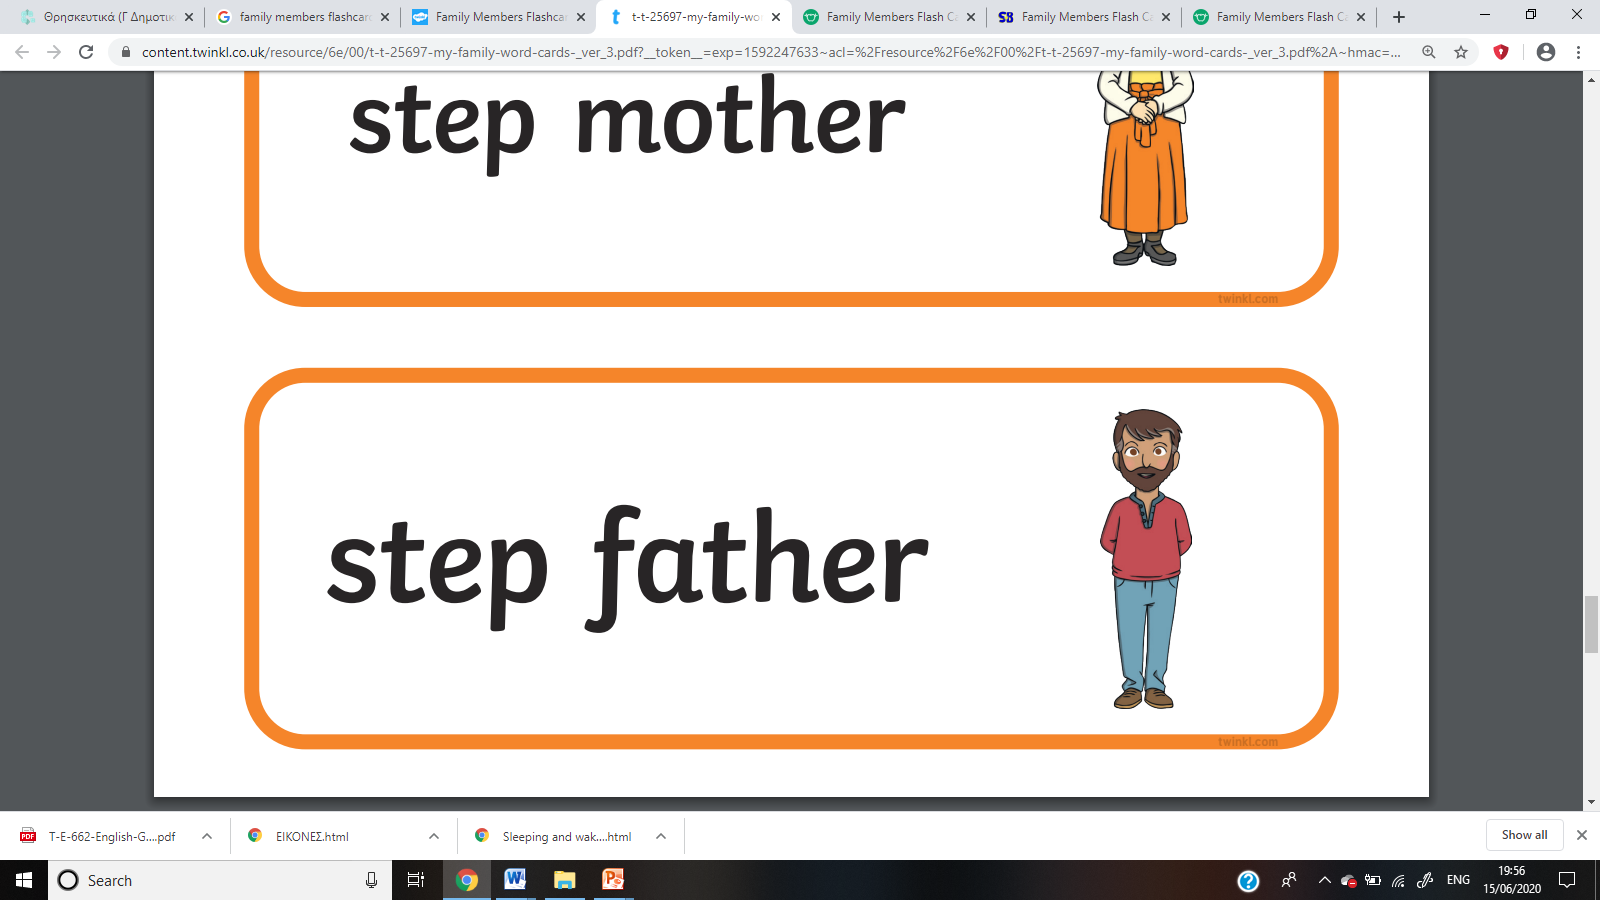 Θρησκευτικά (Γ Δημοτικ
family members flashcard
Family Members Flashcar
t-t-25697-my-family-wo
Family Members Flash Ca
Family Members Flash Ca
Family Members Flash C
content.twinkl.co.uk/resource/6e/00/t-t-25697-my-family-word-cards-_ver_3.pdf?__token__=exp=1592247633~acl=%2Fresource%2F6e%2F00%2Ft-t-25697-my-family-word-cards-_ver_3.pdf%2A~hmac=...
step mother
twinkl.com
step father
twinkl.com
T-E-662-English-G....pdf
ΕΙΚΟΝΕΣ.html
Sleeping and wak....html
Show all
Search
ENG
19:56
15/06/2020